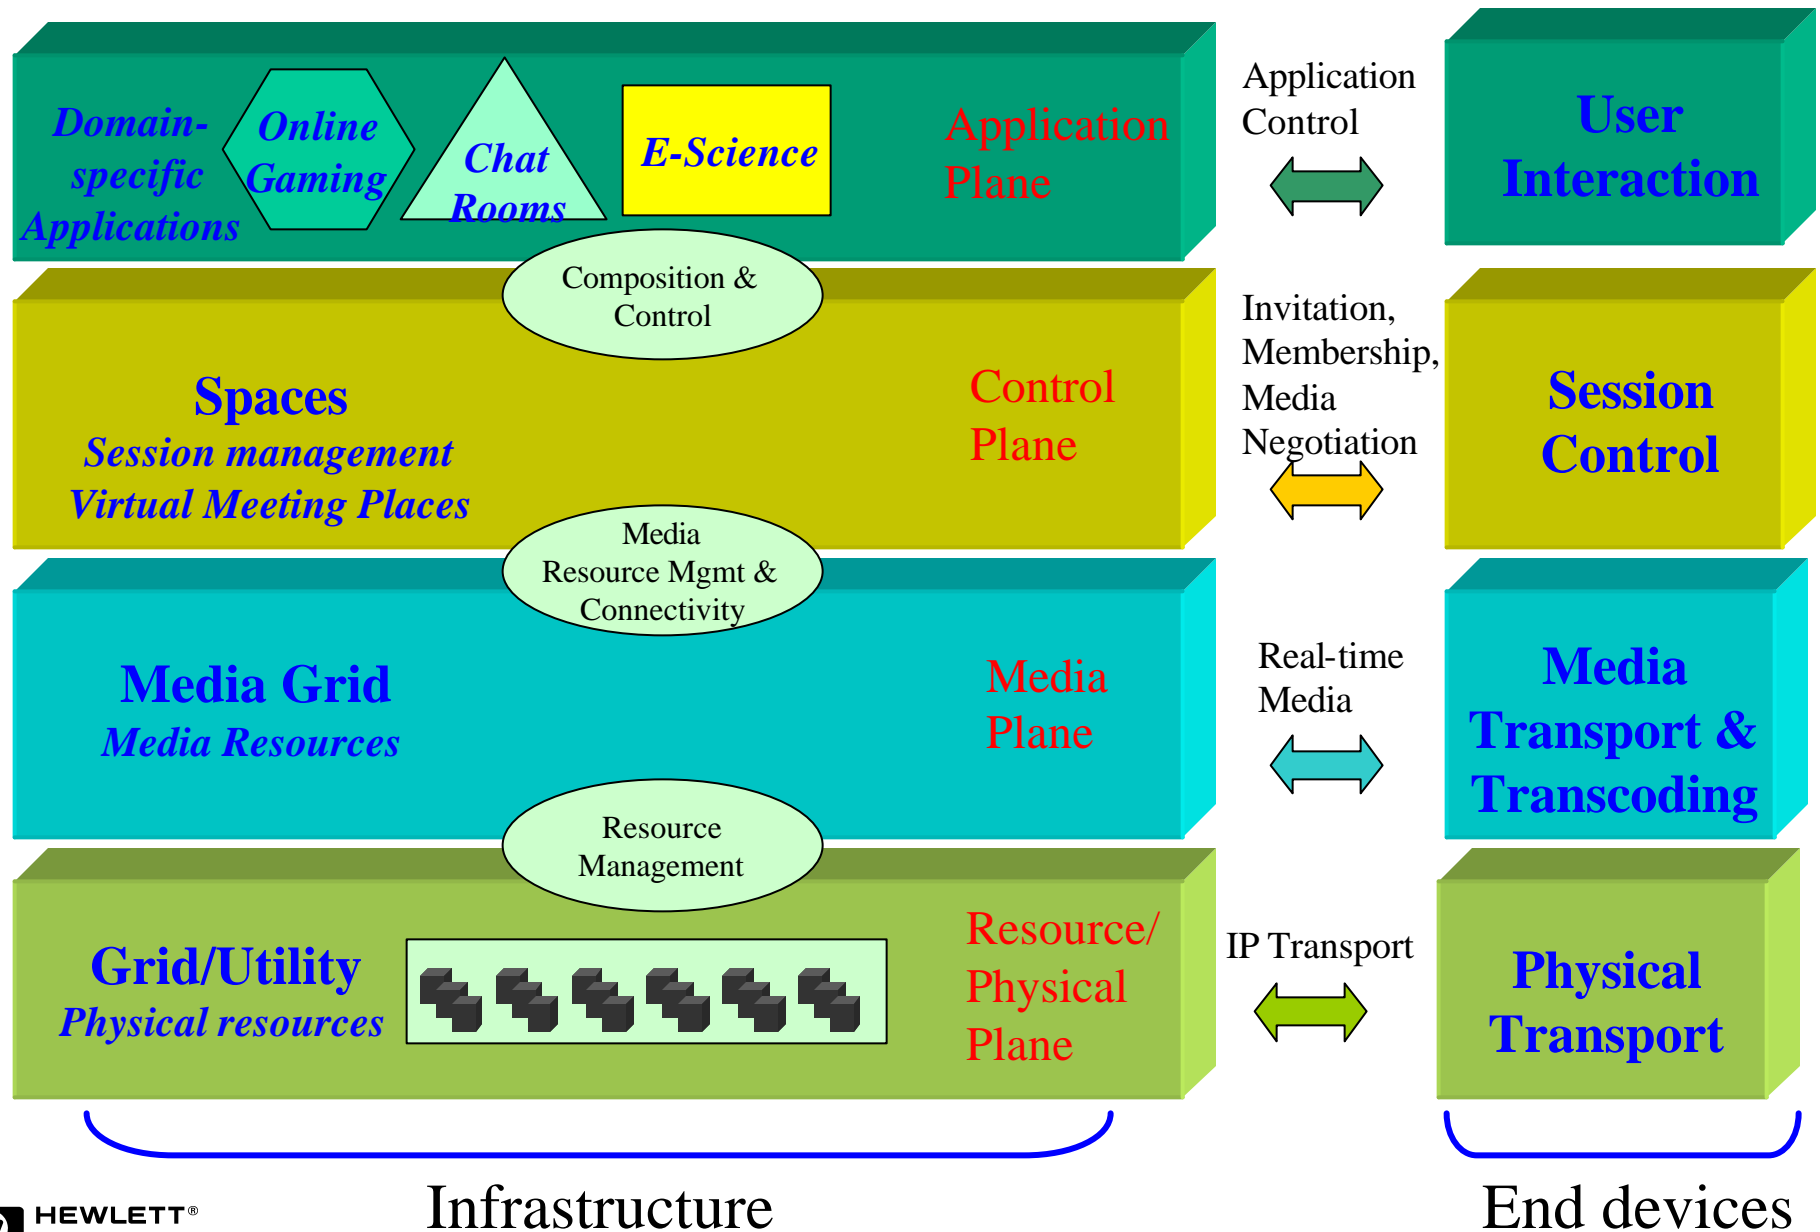 Domain-
specific
Applications
Online
Gaming
Chat
Rooms
E-Science
Application
Plane
Application
Control
User
Interaction
Composition &
Control
Spaces
Session management
Virtual Meeting Places
Control
Plane
Invitation,
Membership,
Media
Negotiation
Session
Control
Media
Resource Mgmt &
Connectivity
Media Grid
Media Resources
Media
Plane
Real-time
Media
Media
Transport &
Transcoding
Resource
Management
Grid/Utility
Physical resources
Resource/
Physical
Plane
IP Transport
Physical
Transport
HEWLETT®
Infrastructure
End devices